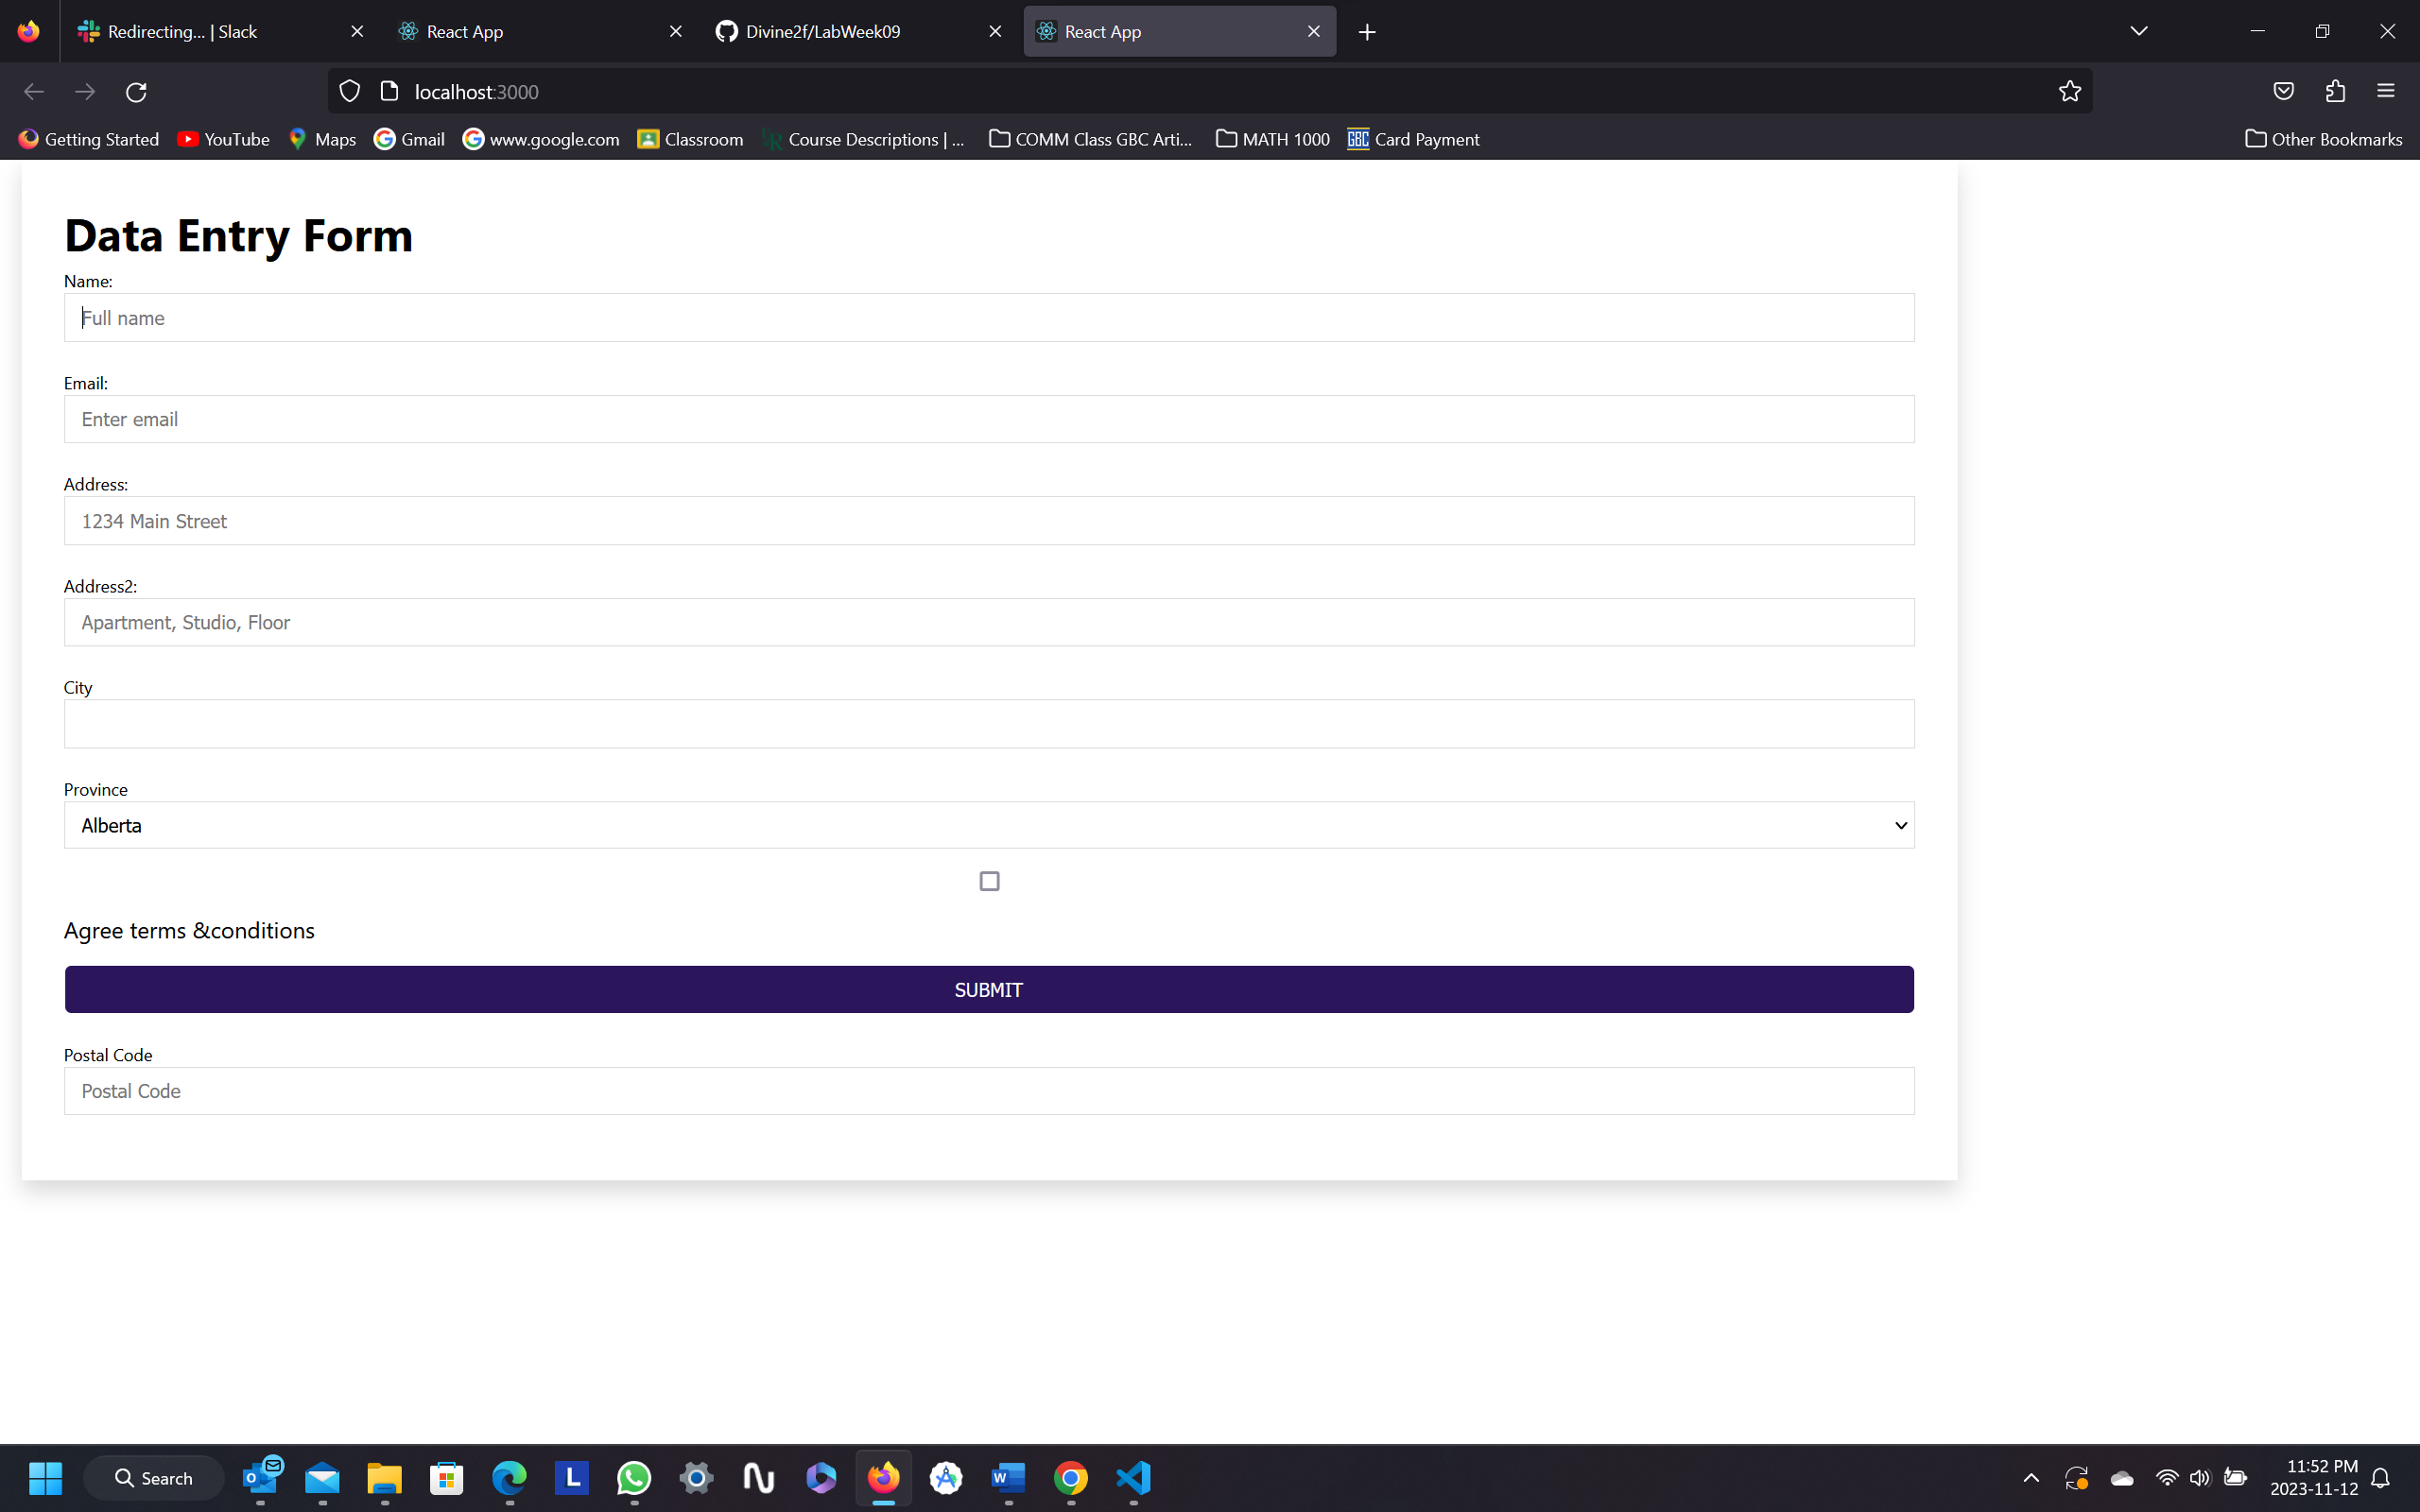 Redirecting... | Slack
React App
Divine2f/LabWeek09
React App
localhost:3000
Getting Started
YouTube
Maps
Gmail
www.google.com
Classroom
Course Descriptions | ...
COMM Class GBC Arti...
MATH 1000
GBC
Card Payment
Other Bookmarks
Data Entry Form
Name:
Full name
Email:
Enter email
Address:
1234 Main Street
Address2:
Apartment, Studio, Floor
City
Province
Alberta
Agree terms &conditions
SUBMIT
Postal Code
Postal Code
Search
L
11:52 PM
2023-11-12